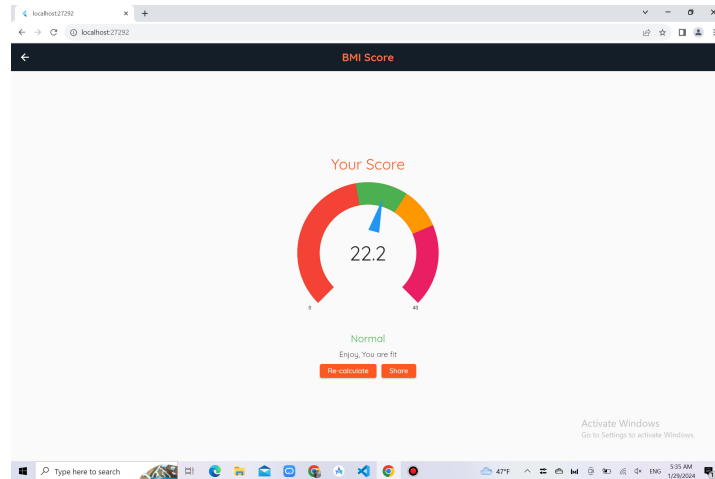 localhost:27292
localhost:27292
BMI Score
Your Score
22.2
0
40
Normal
Enjoy, You are fit
Re-calculate
Share
Activate Windows
Go to Settings to activate Windows.
Type here to search
47°F
ENG
5:35 AM
1/29/2024